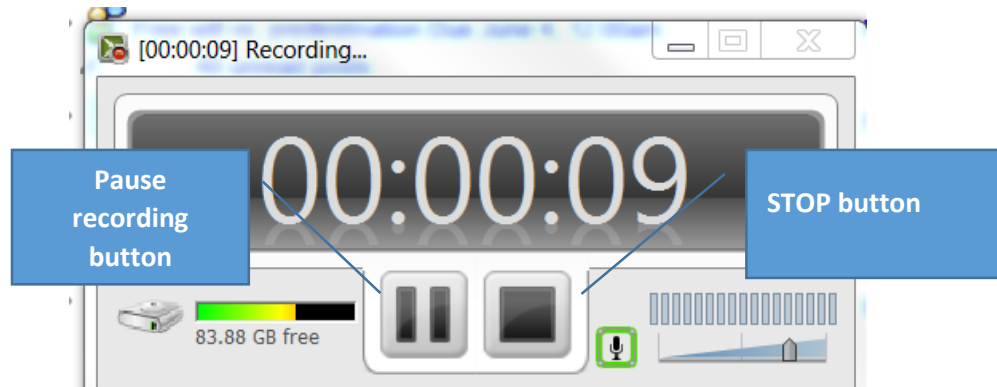 [00:00:09] Recording...
00:00:09
Pause
recording
button
STOP button
83.88 GB free